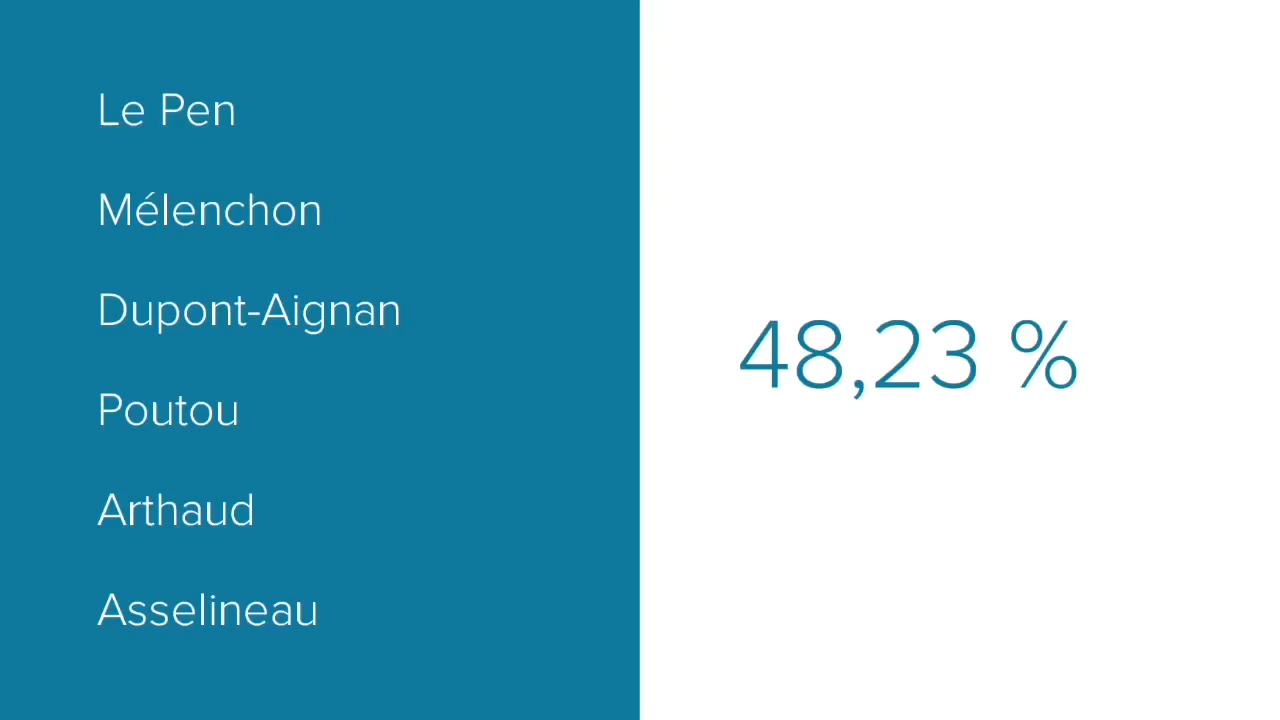 Le Pen
Mélenchon
Dupont-Aignan
Poutou
Arthaud
Asselineau
48,23 %